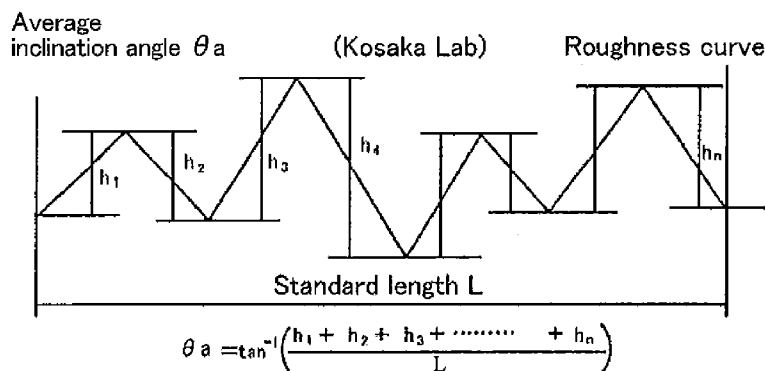 Average
inclination angle θa (Kosaka Lab) Roughness curve
h₁ h₂ h₃ h₄ hₙ
Standard length L
θa = tan⁻¹(h₁ + h₂ + h₃ + ········· + hₙ / L)